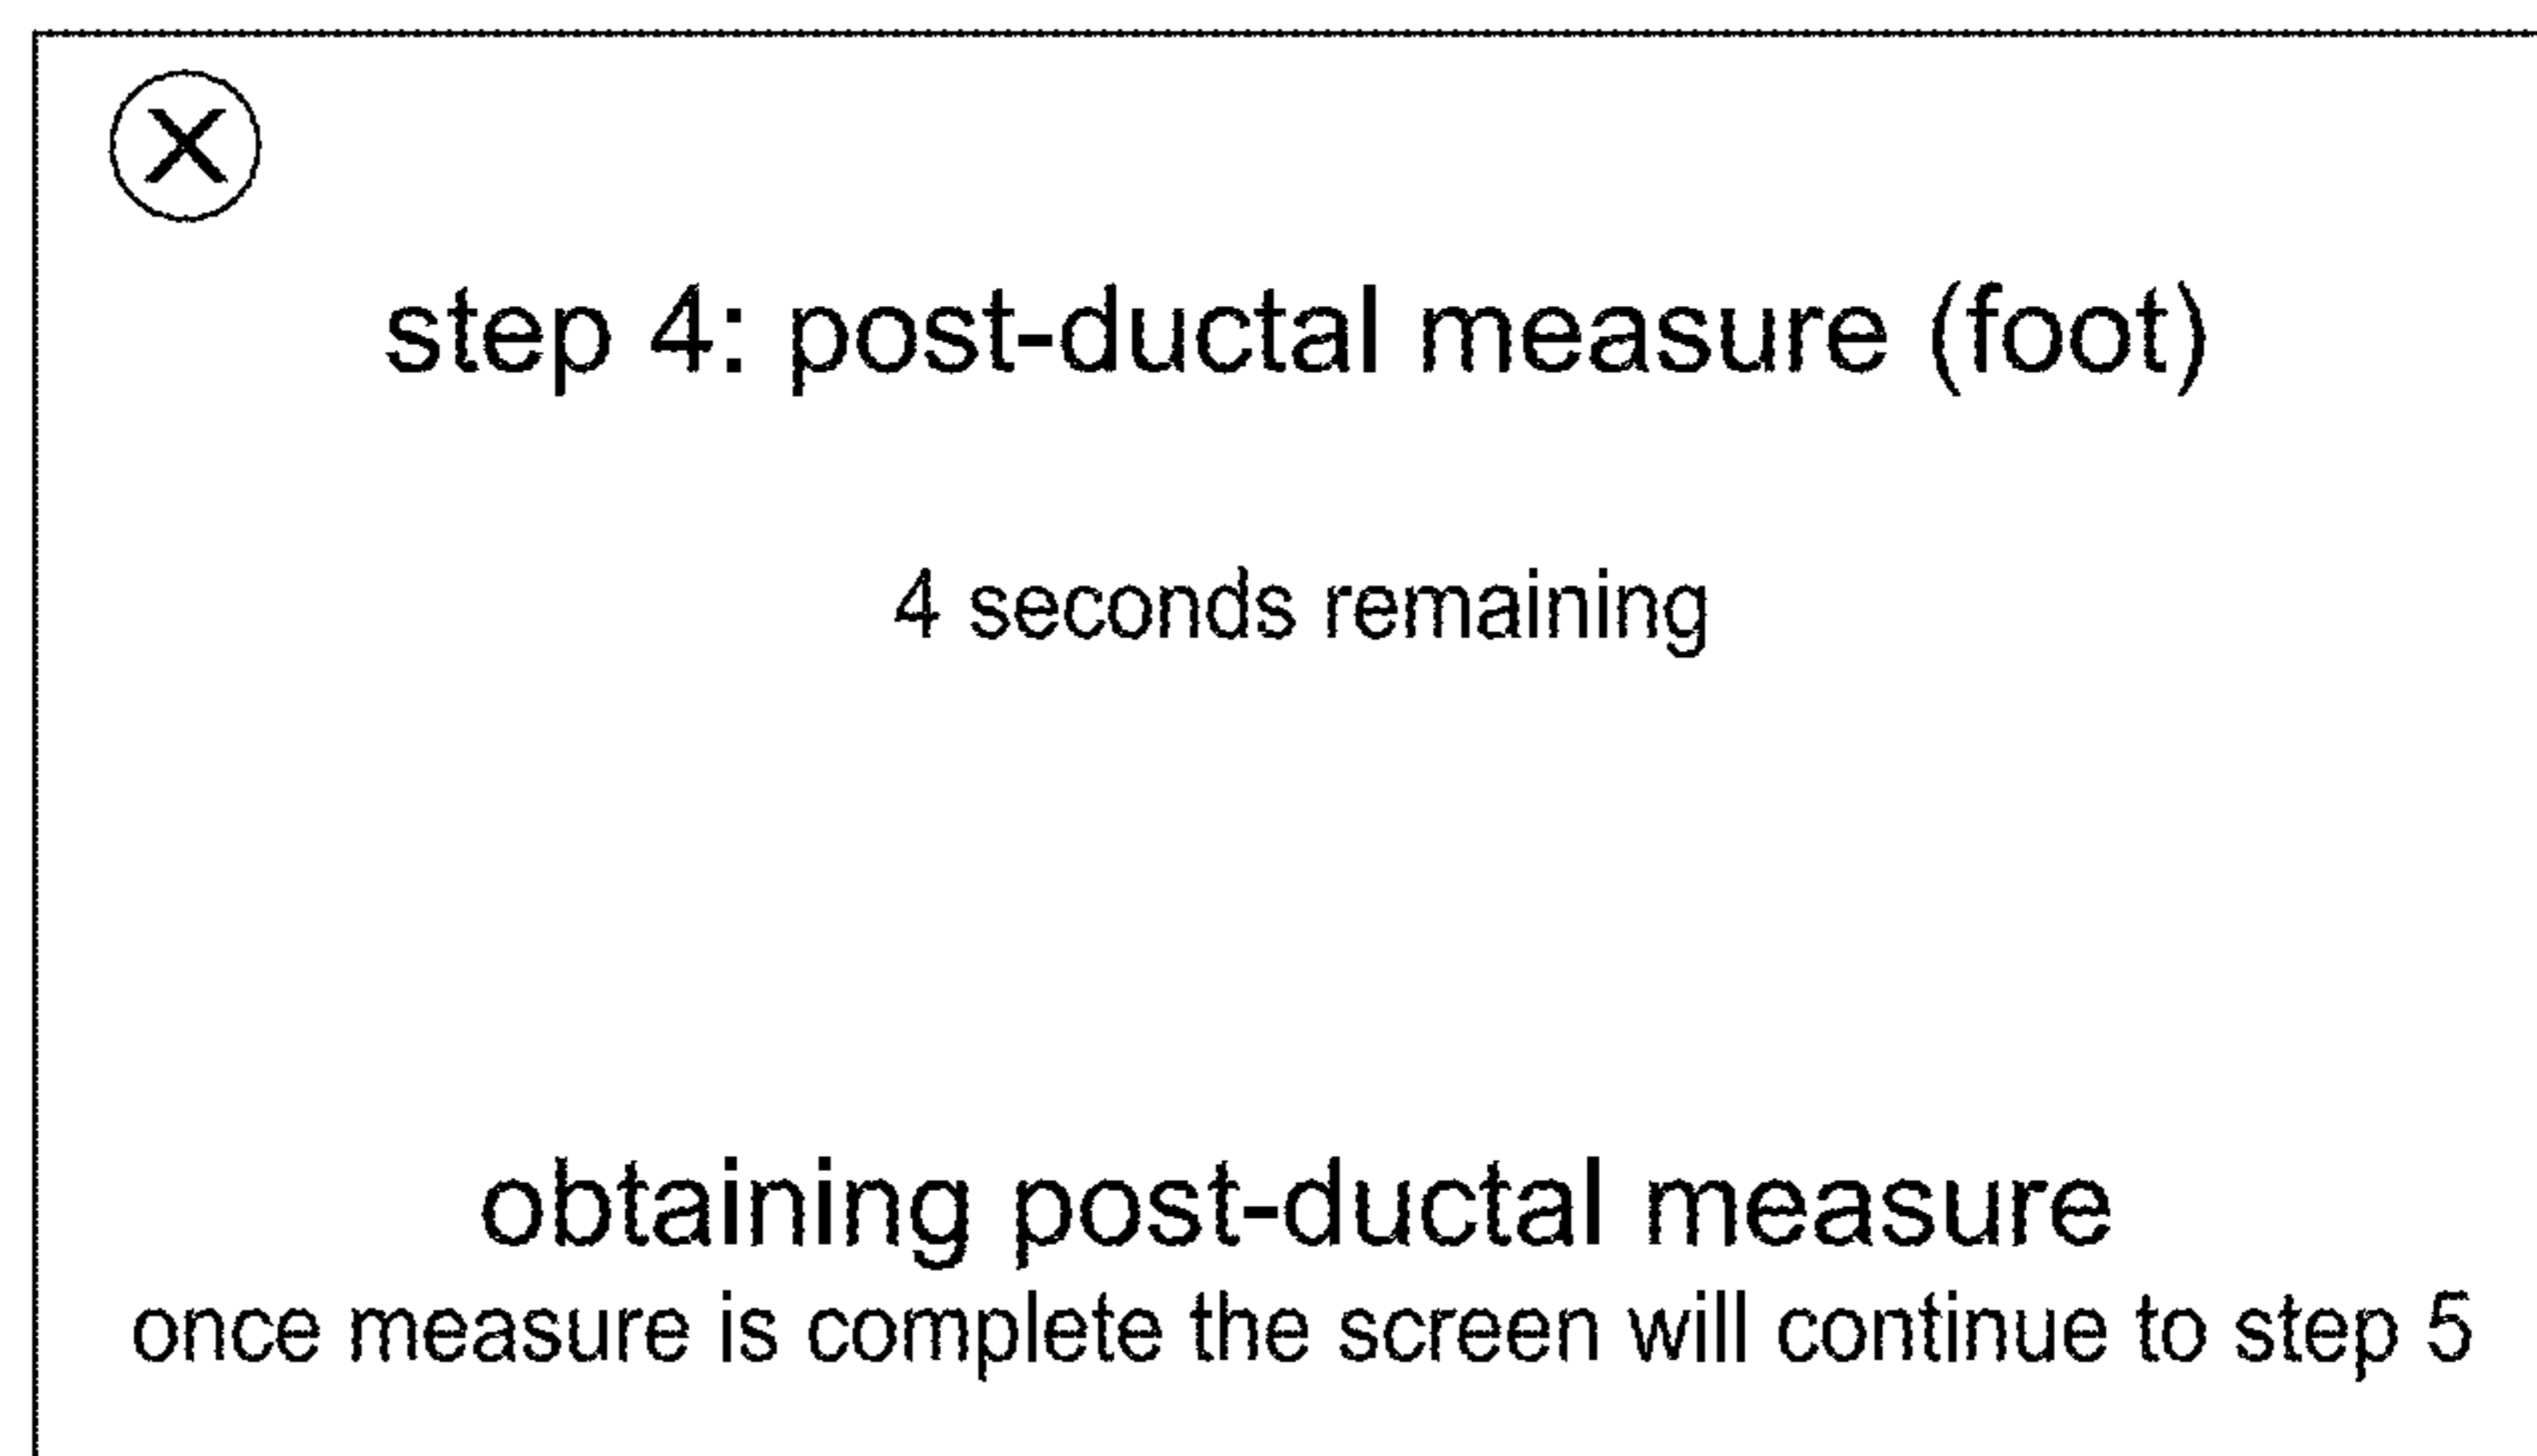 step 4: post-ductal measure (foot)
4 seconds remaining
obtaining post-ductal measure
once measure is complete the screen will continue to step 5